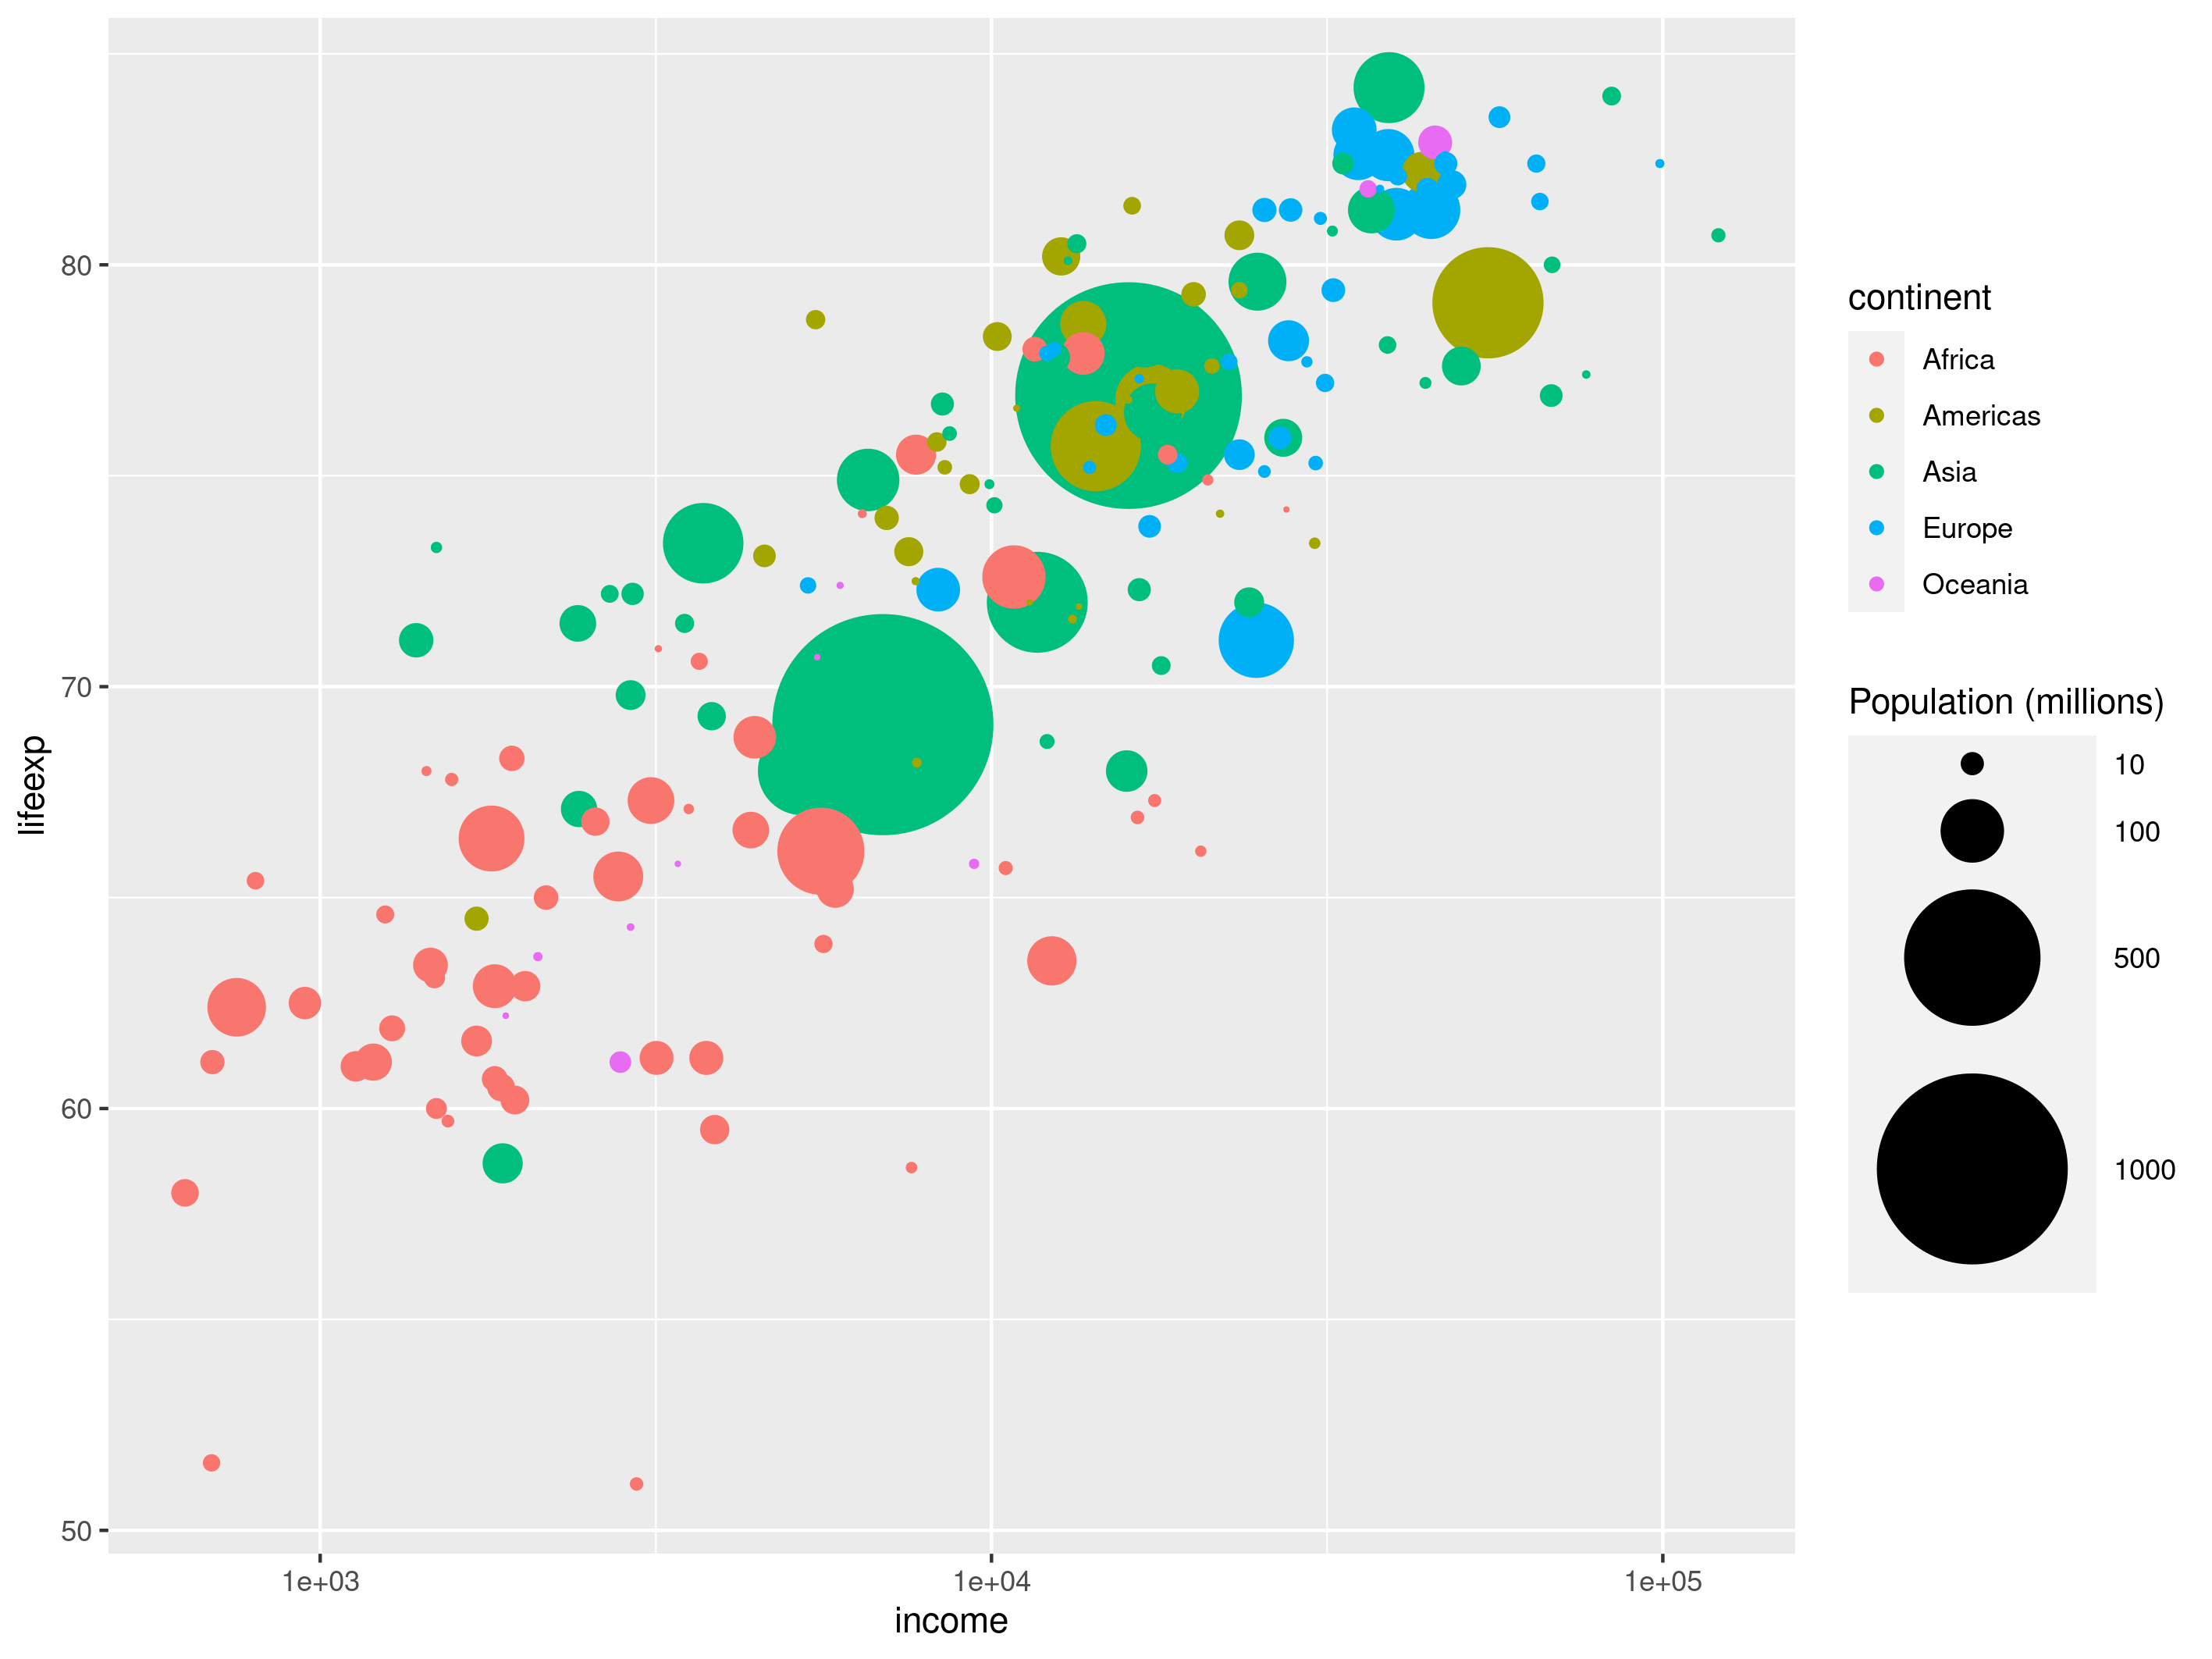 80
70
60
50
lifeexp
1e+03
1e+04
1e+05
income
continent
Africa
Americas
Asia
Europe
Oceania
Population (millions)
10
100
500
1000